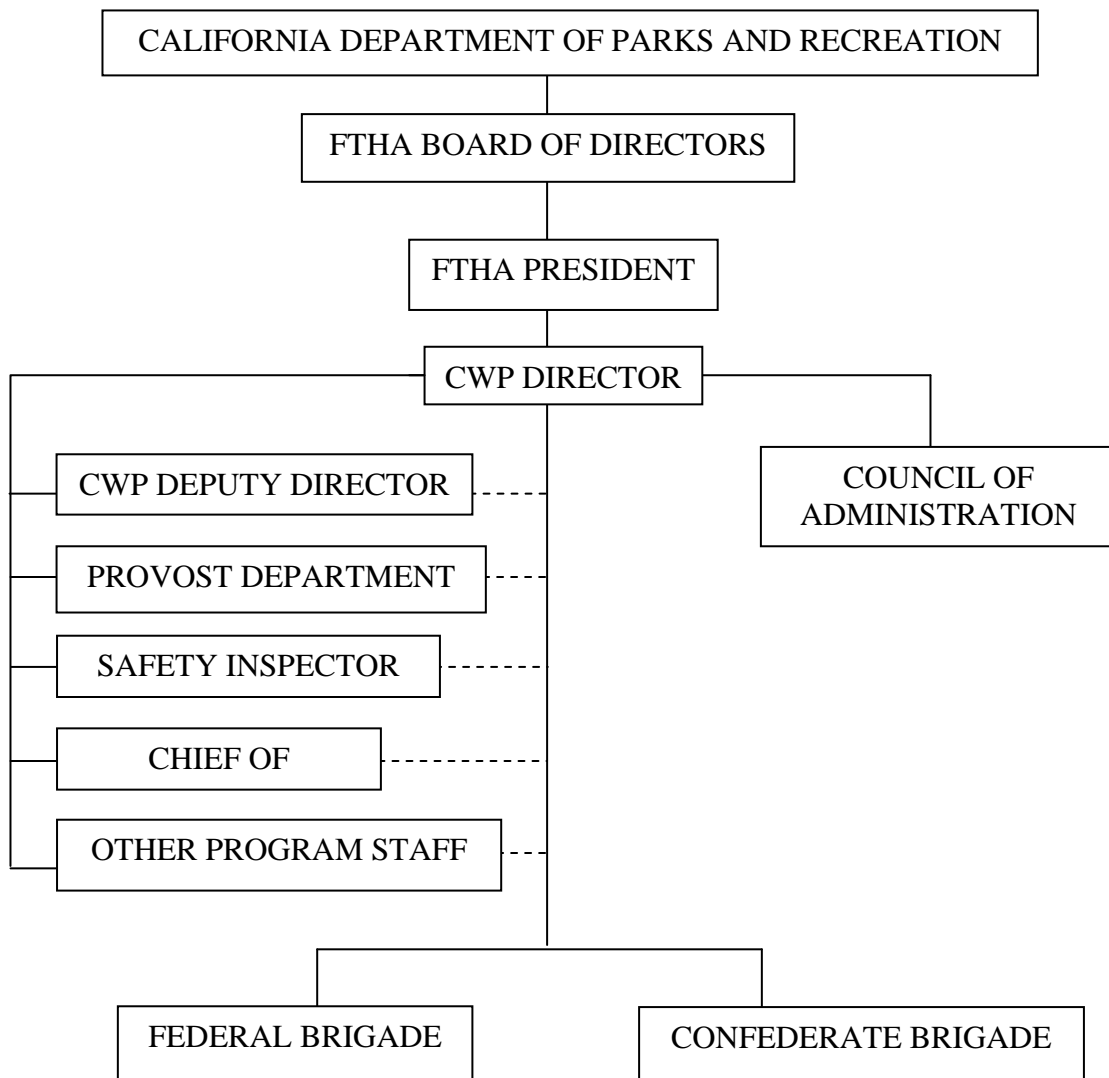 CALIFORNIA DEPARTMENT OF PARKS AND RECREATION
FTHA BOARD OF DIRECTORS
FTHA PRESIDENT
CWP DIRECTOR
COUNCIL OF
ADMINISTRATION
CWP DEPUTY DIRECTOR
PROVOST DEPARTMENT
SAFETY INSPECTOR
CHIEF OF
OTHER PROGRAM STAFF
FEDERAL BRIGADE
CONFEDERATE BRIGADE